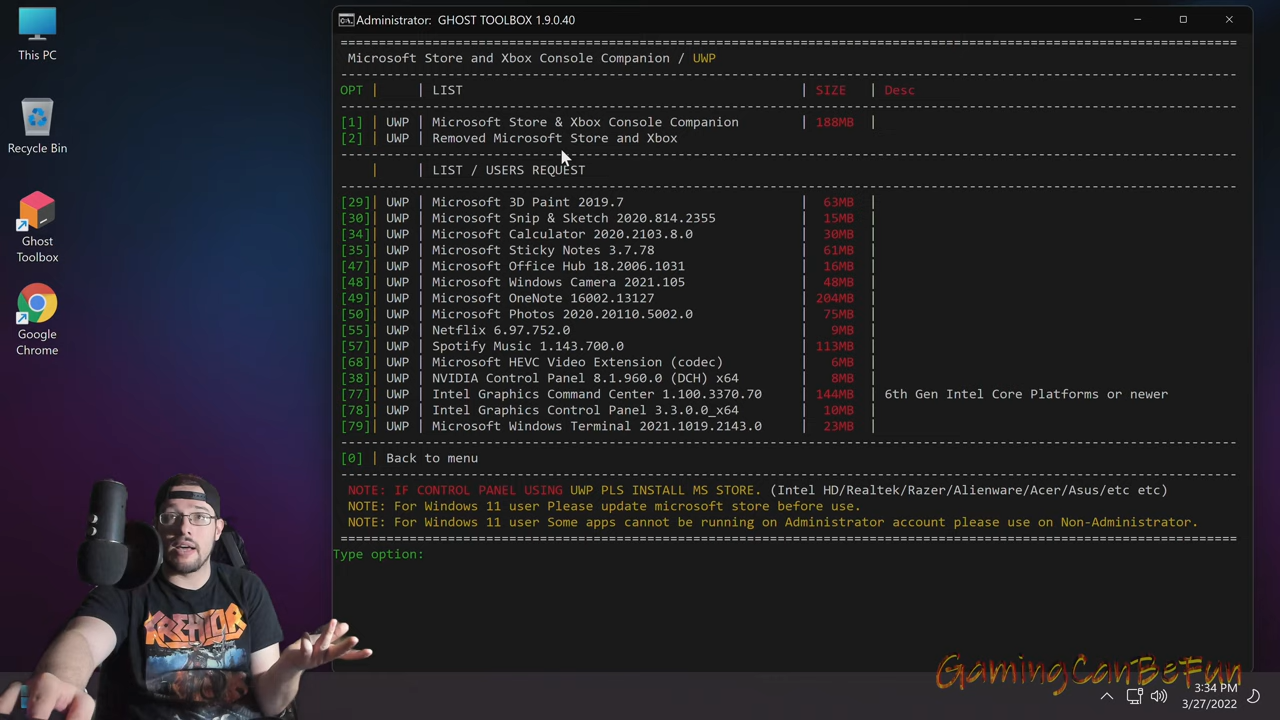 This PC
Recycle Bin
Ghost
Toolbox
Google
Chrome
Administrator: GHOST TOOLBOX 1.9.0.40
Microsoft Store and Xbox Console Companion / UWP
OPT | | LIST | SIZE | Desc
[1] | UWP | Microsoft Store & Xbox Console Companion | 188MB |
[2] | UWP | Removed Microsoft Store and Xbox
| | LIST / USERS REQUEST
[29]| UWP | Microsoft 3D Paint 2019.7 | 63MB |
[30]| UWP | Microsoft Snip & Sketch 2020.814.2355 | 15MB |
[34]| UWP | Microsoft Calculator 2020.2103.8.0 | 30MB |
[35]| UWP | Microsoft Sticky Notes 3.7.78 | 61MB |
[47]| UWP | Microsoft Office Hub 18.2006.1031 | 16MB |
[48]| UWP | Microsoft Windows Camera 2021.105 | 48MB |
[49]| UWP | Microsoft OneNote 16002.13127 | 204MB |
[50]| UWP | Microsoft Photos 2020.20110.5002.0 | 75MB |
[55]| UWP | Netflix 6.97.752.0 | 9MB |
[57]| UWP | Spotify Music 1.143.700.0 | 113MB |
[68]| UWP | Microsoft HEVC Video Extension (codec) | 6MB |
[38]| UWP | NVIDIA Control Panel 8.1.960.0 (DCH) x64 | 8MB |
[77]| UWP | Intel Graphics Command Center 1.100.3370.70 | 144MB | 6th Gen Intel Core Platforms or newer
[78]| UWP | Intel Graphics Control Panel 3.3.0.0_x64 | 10MB |
[79]| UWP | Microsoft Windows Terminal 2021.1019.2143.0 | 23MB |
[0] | Back to menu
NOTE: IF CONTROL PANEL USING UWP PLS INSTALL MS STORE. (Intel HD/Realtek/Razer/Alienware/Acer/Asus/etc etc)
NOTE: For Windows 11 user Please update microsoft store before use.
NOTE: For Windows 11 user Some apps cannot be running on Administrator account please use on Non-Administrator.
Type option:
KREATOR
GamingCanBeFun
3:34 PM
3/27/2022